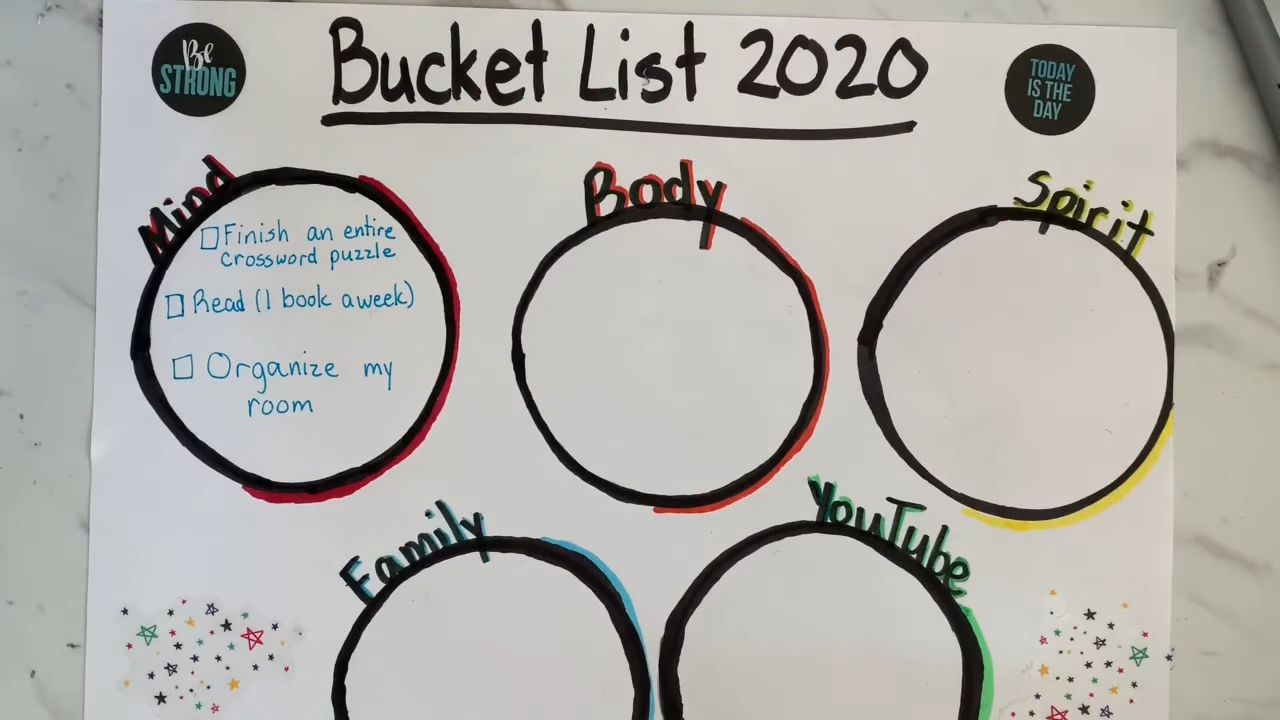 Be
STRONG
Bucket List 2020
TODAY
IS THE
DAY
Mind
Finish an entire
crossword puzzle
Read (1 book a week)
Organize my
room
Body
Spirit
Family
YouTube